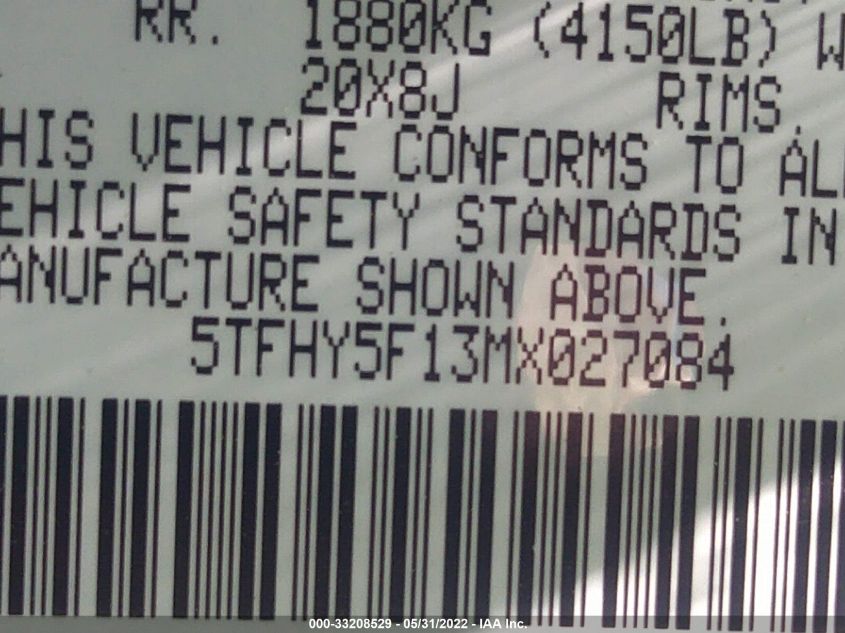 RR. 1880KG (4150LB) W
20X8J RIMS,
HIS VEHICLE CONFORMS TO AL
EHICLE SAFETY STANDARDS IN
ANUFACTURE SHOWN ABOVE.
5TFHY5F13MX027084
000-33208529 - 05/31/2022 - IAA Inc.